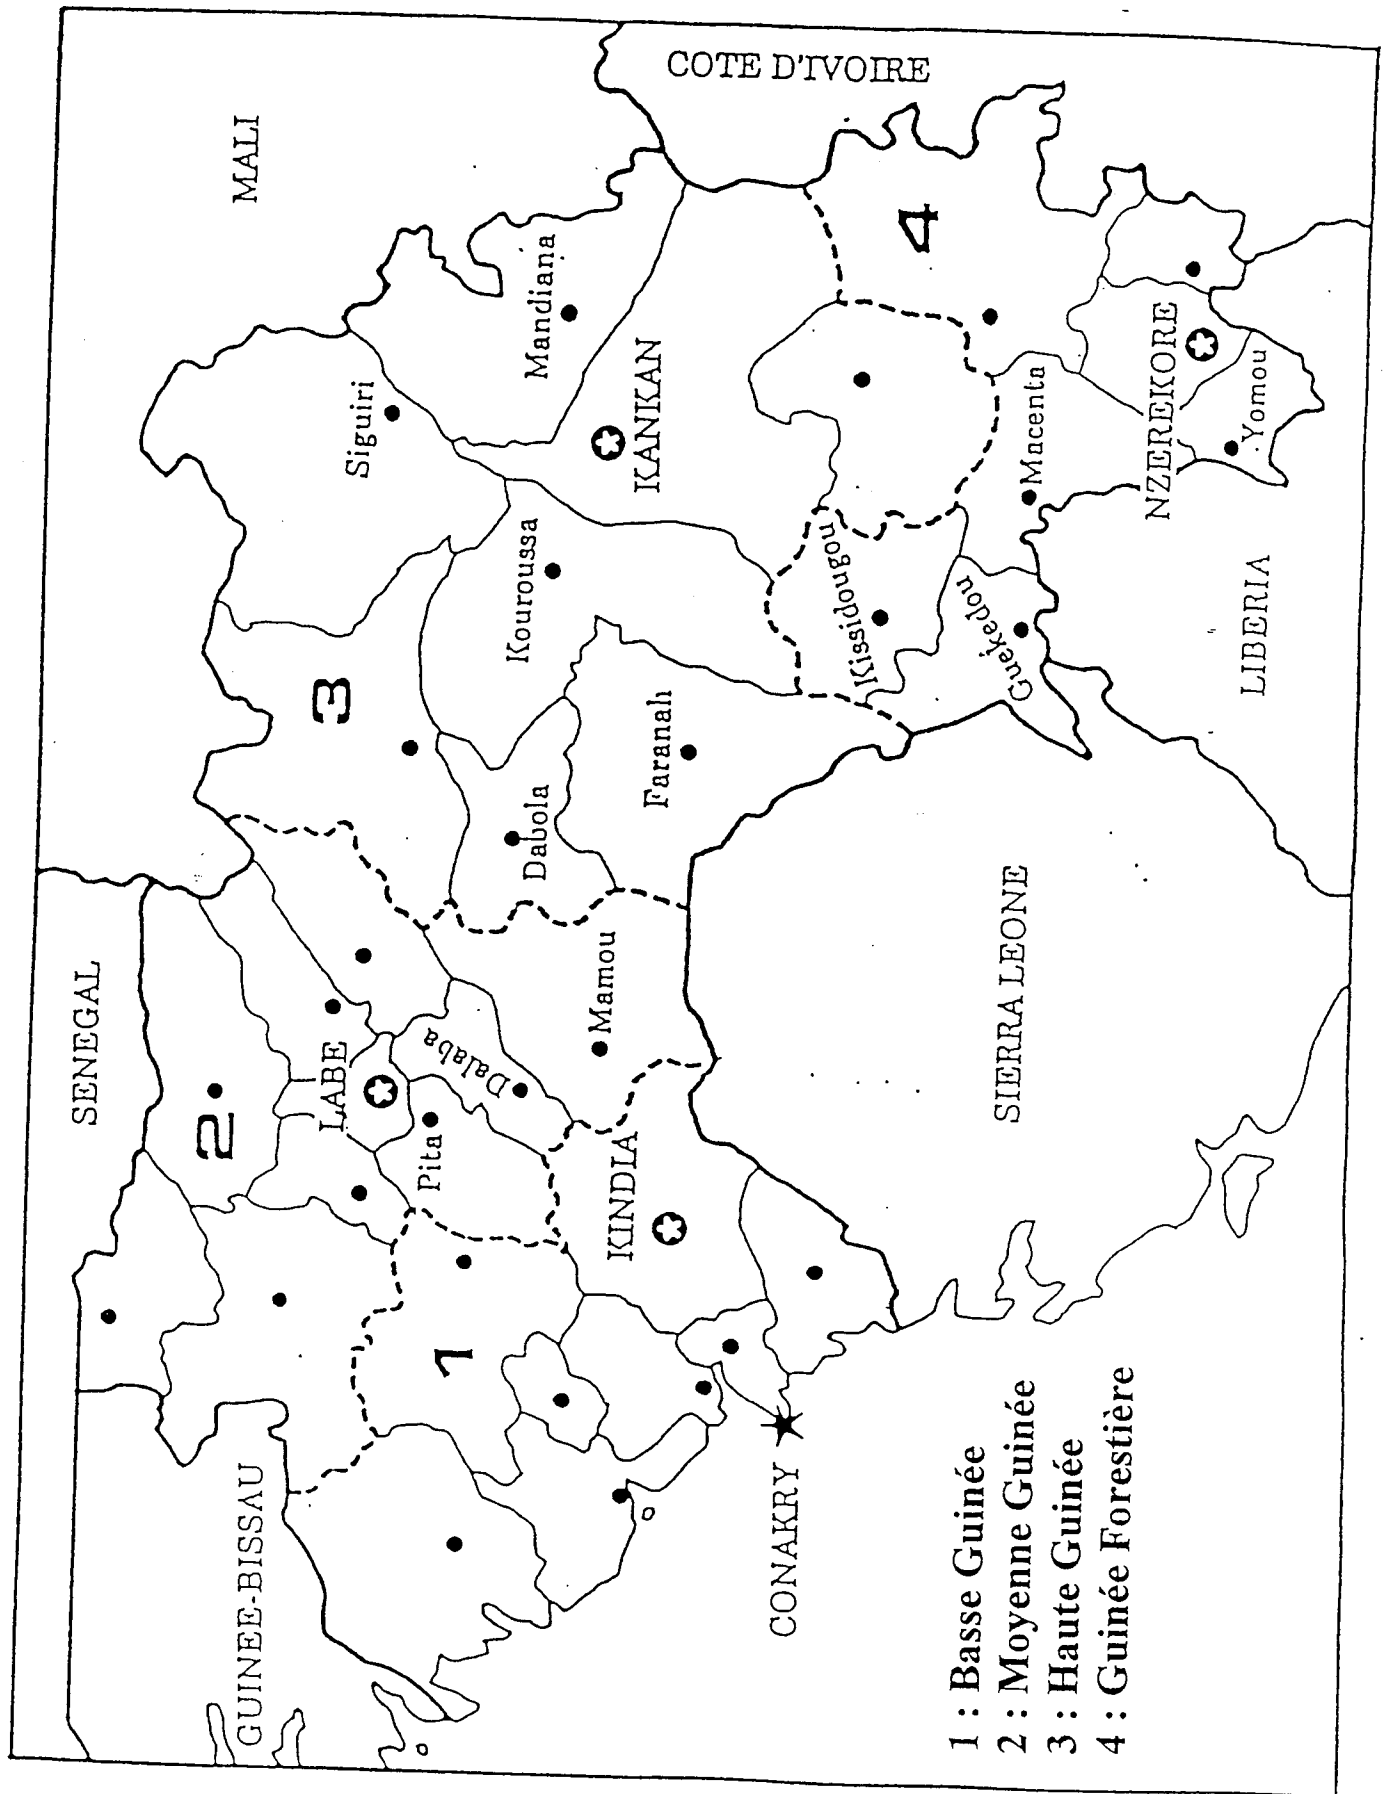 SENEGAL
MALI
GUINEE-BISSAU
COTE D'IVOIRE
2
3
Siguiri
LABE
Mandiana
Pita
Dalaba
Dabola
Kouroussa
KANKAN
1
KINDIA
Mamou
Faranah
4
CONAKRY
Kissidougou
Guekedou
Macenta
NZEREKORE
Yomou
SIERRA LEONE
LIBERIA
1 : Basse Guinée
2 : Moyenne Guinée
3 : Haute Guinée
4 : Guinée Forestière